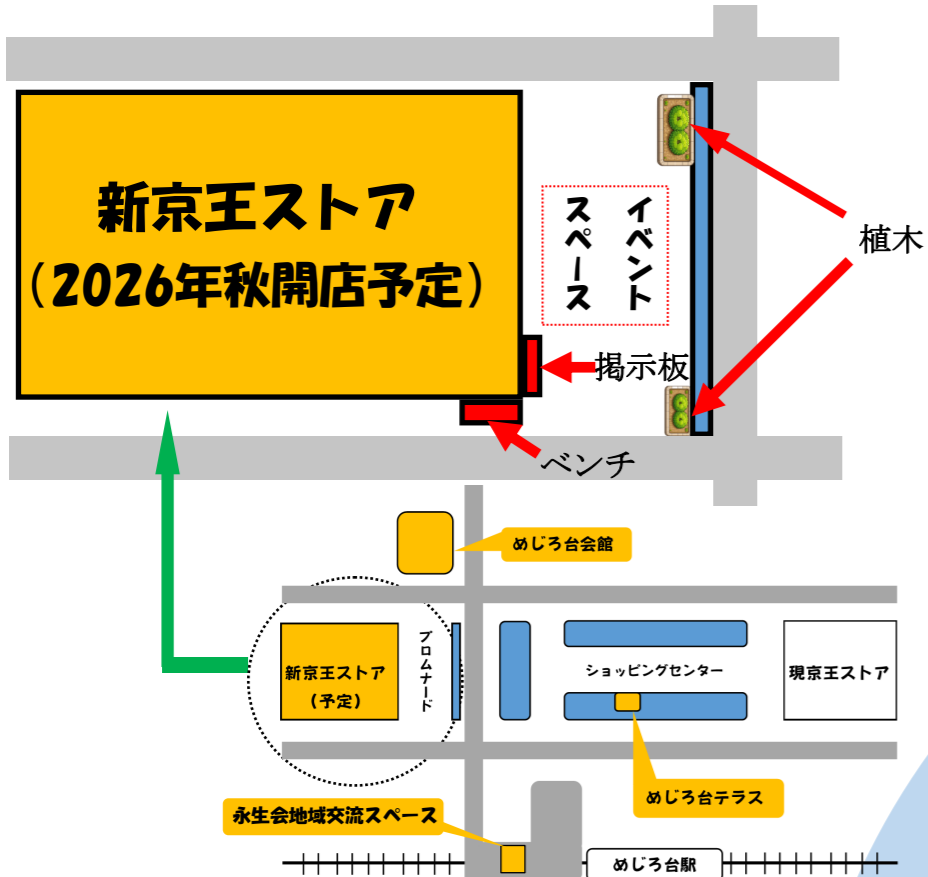 新京王ストア
（2026年秋開店予定）
イベント
スペース
植木
掲示板
ベンチ
めじろ台会館
新京王ストア
（予定）
プロムナード
ショッピングセンター
現京王ストア
めじろ台テラス
永生会地域交流スペース
めじろ台駅